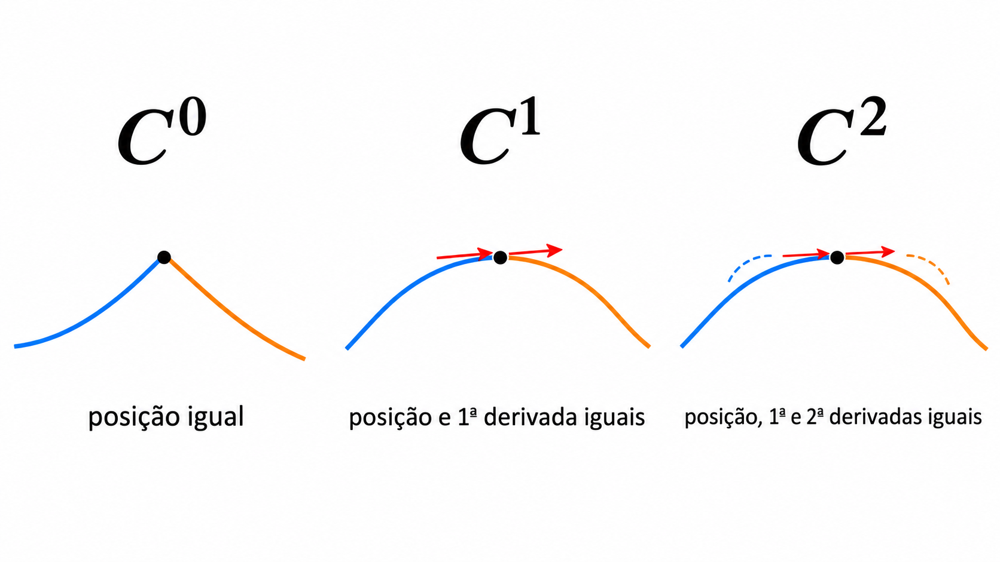 C⁰
C¹
C²
posição igual
posição e 1ª derivada iguais
posição, 1ª e 2ª derivadas iguais